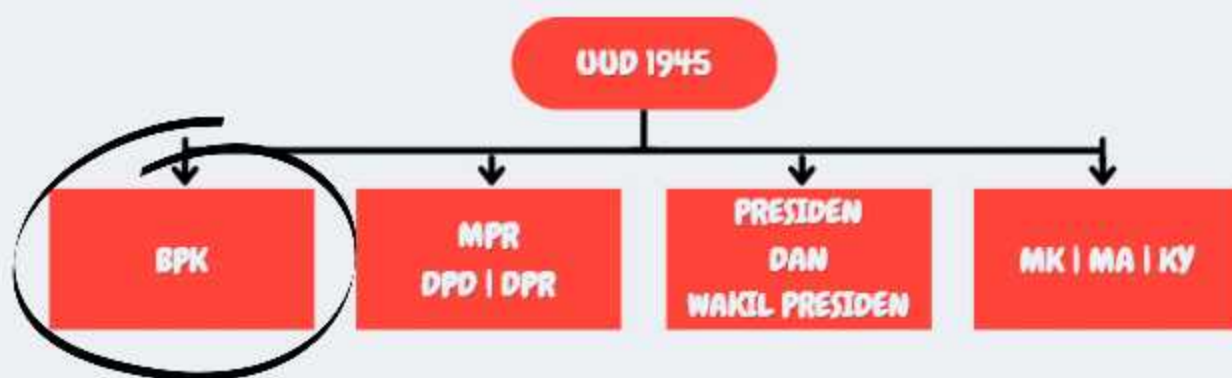 UUD 1945
BPK
MPR
DPD | DPR
PRESIDEN
DAN
WAKIL PRESIDEN
MK | MA | KY